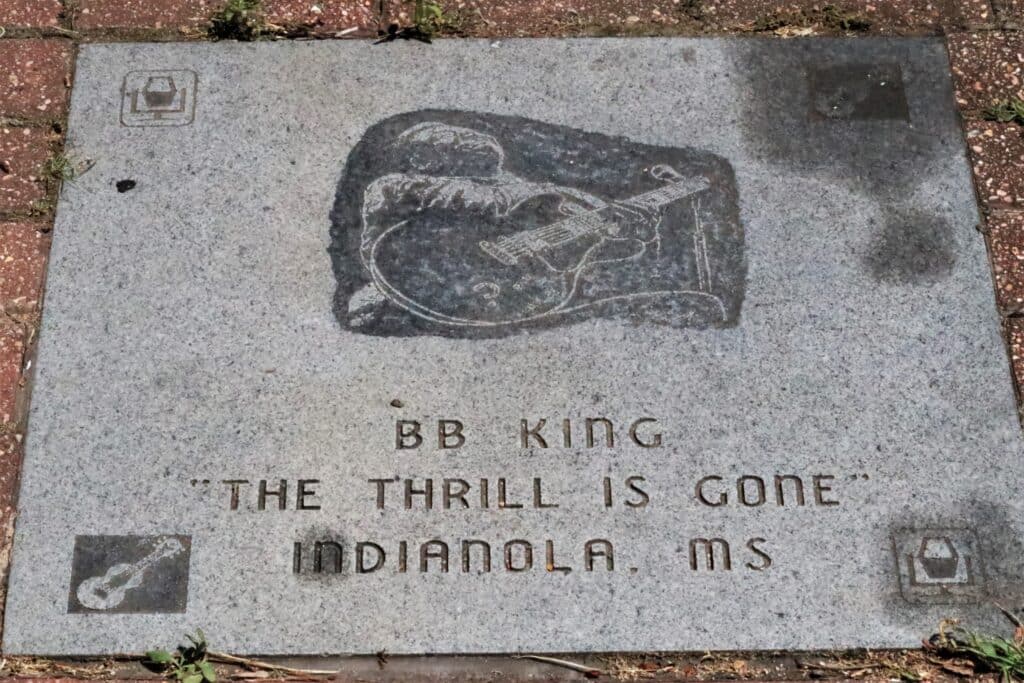 BB KING
"THE THRILL IS GONE"
INDIANOLA, MS